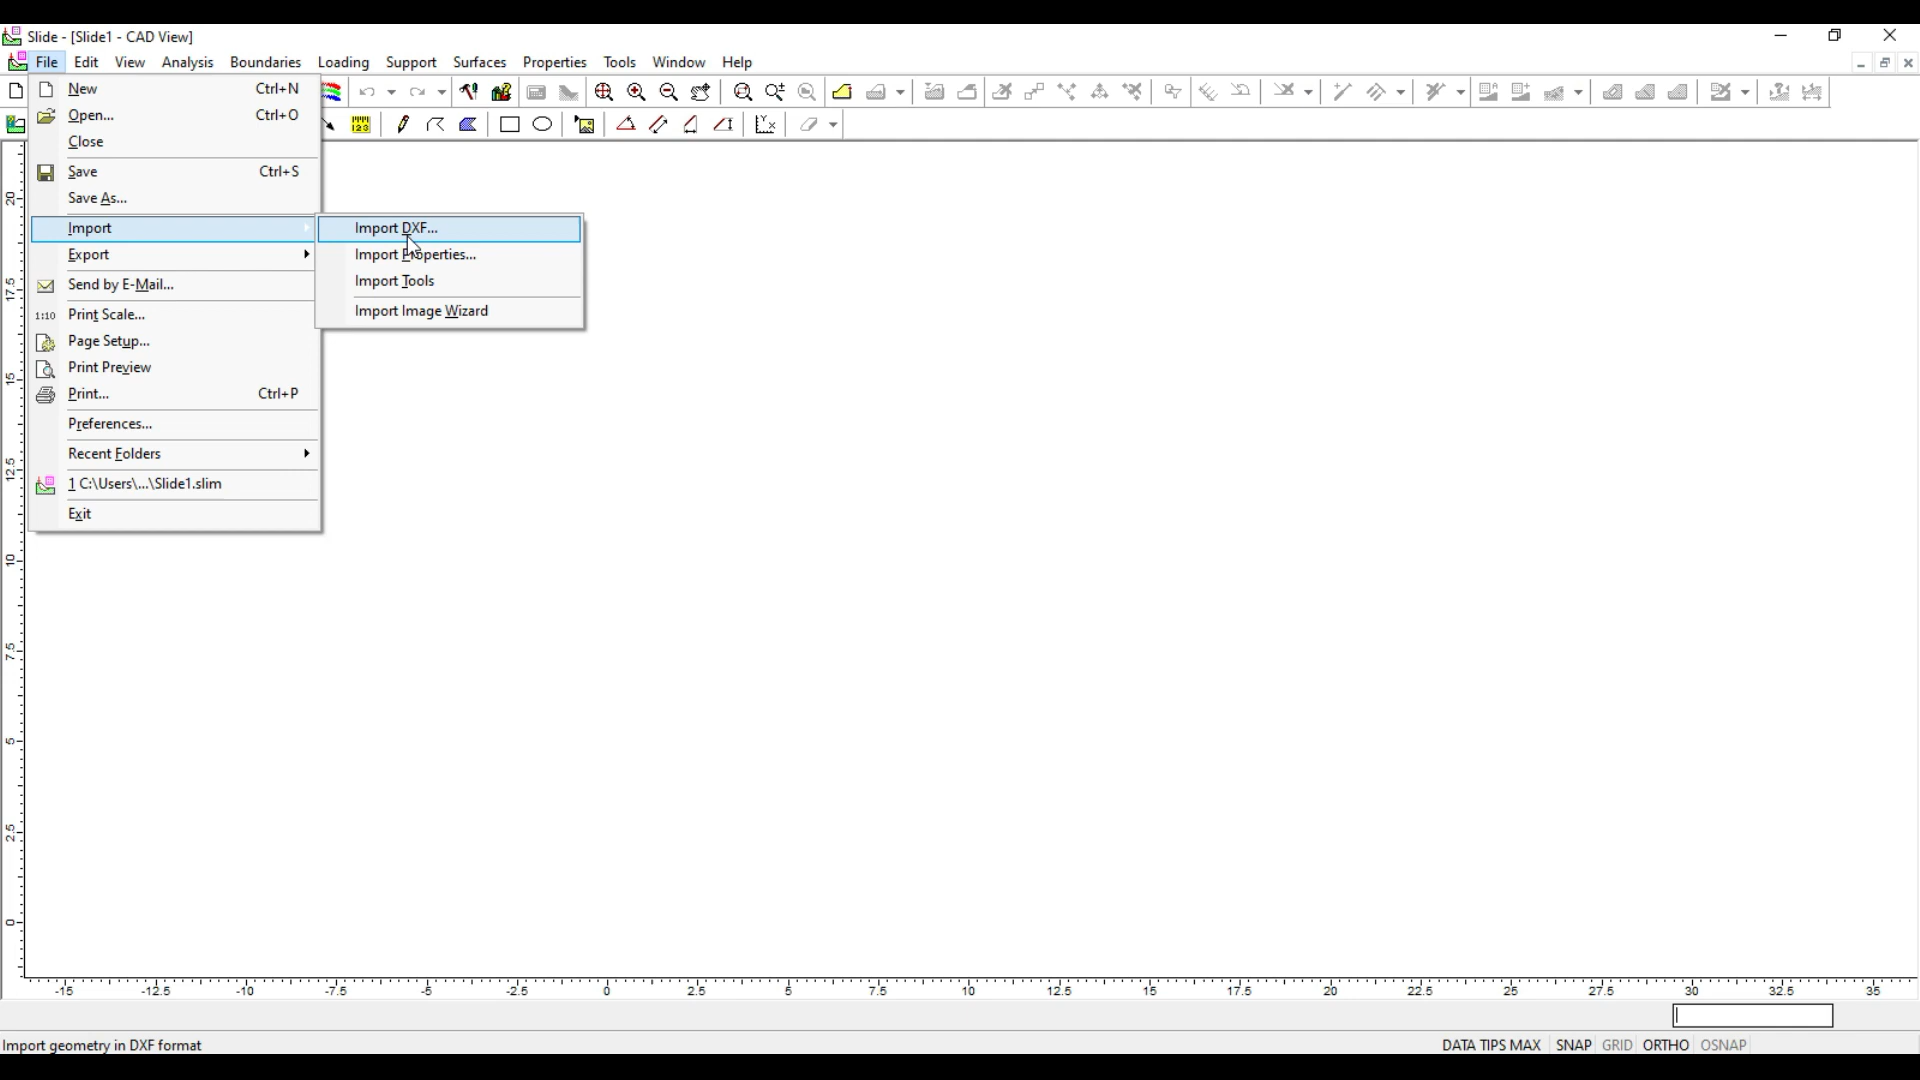 Slide - [Slide1 - CAD View]
File Edit View Analysis Boundaries Loading Support Surfaces Properties Tools Window Help
New Ctrl+N
Open... Ctrl+O
Close
Save Ctrl+S
Save As...
Import
Export
Send by E-Mail...
1:10 Print Scale...
Page Setup...
Print Preview
Print... Ctrl+P
Preferences...
Recent Folders
1 C:\Users\...\Slide1.slim
Exit
Import DXF...
Import Properties...
Import Tools
Import Image Wizard
123
20
17.5
15
12.5
10
7.5
5
2.5
0
-15 -12.5 -10 -7.5 -5 -2.5 0 2.5 5 7.5 10 12.5 15 17.5 20 22.5 25 27.5 30 32.5 35
Import geometry in DXF format
DATA TIPS MAX SNAP GRID ORTHO OSNAP